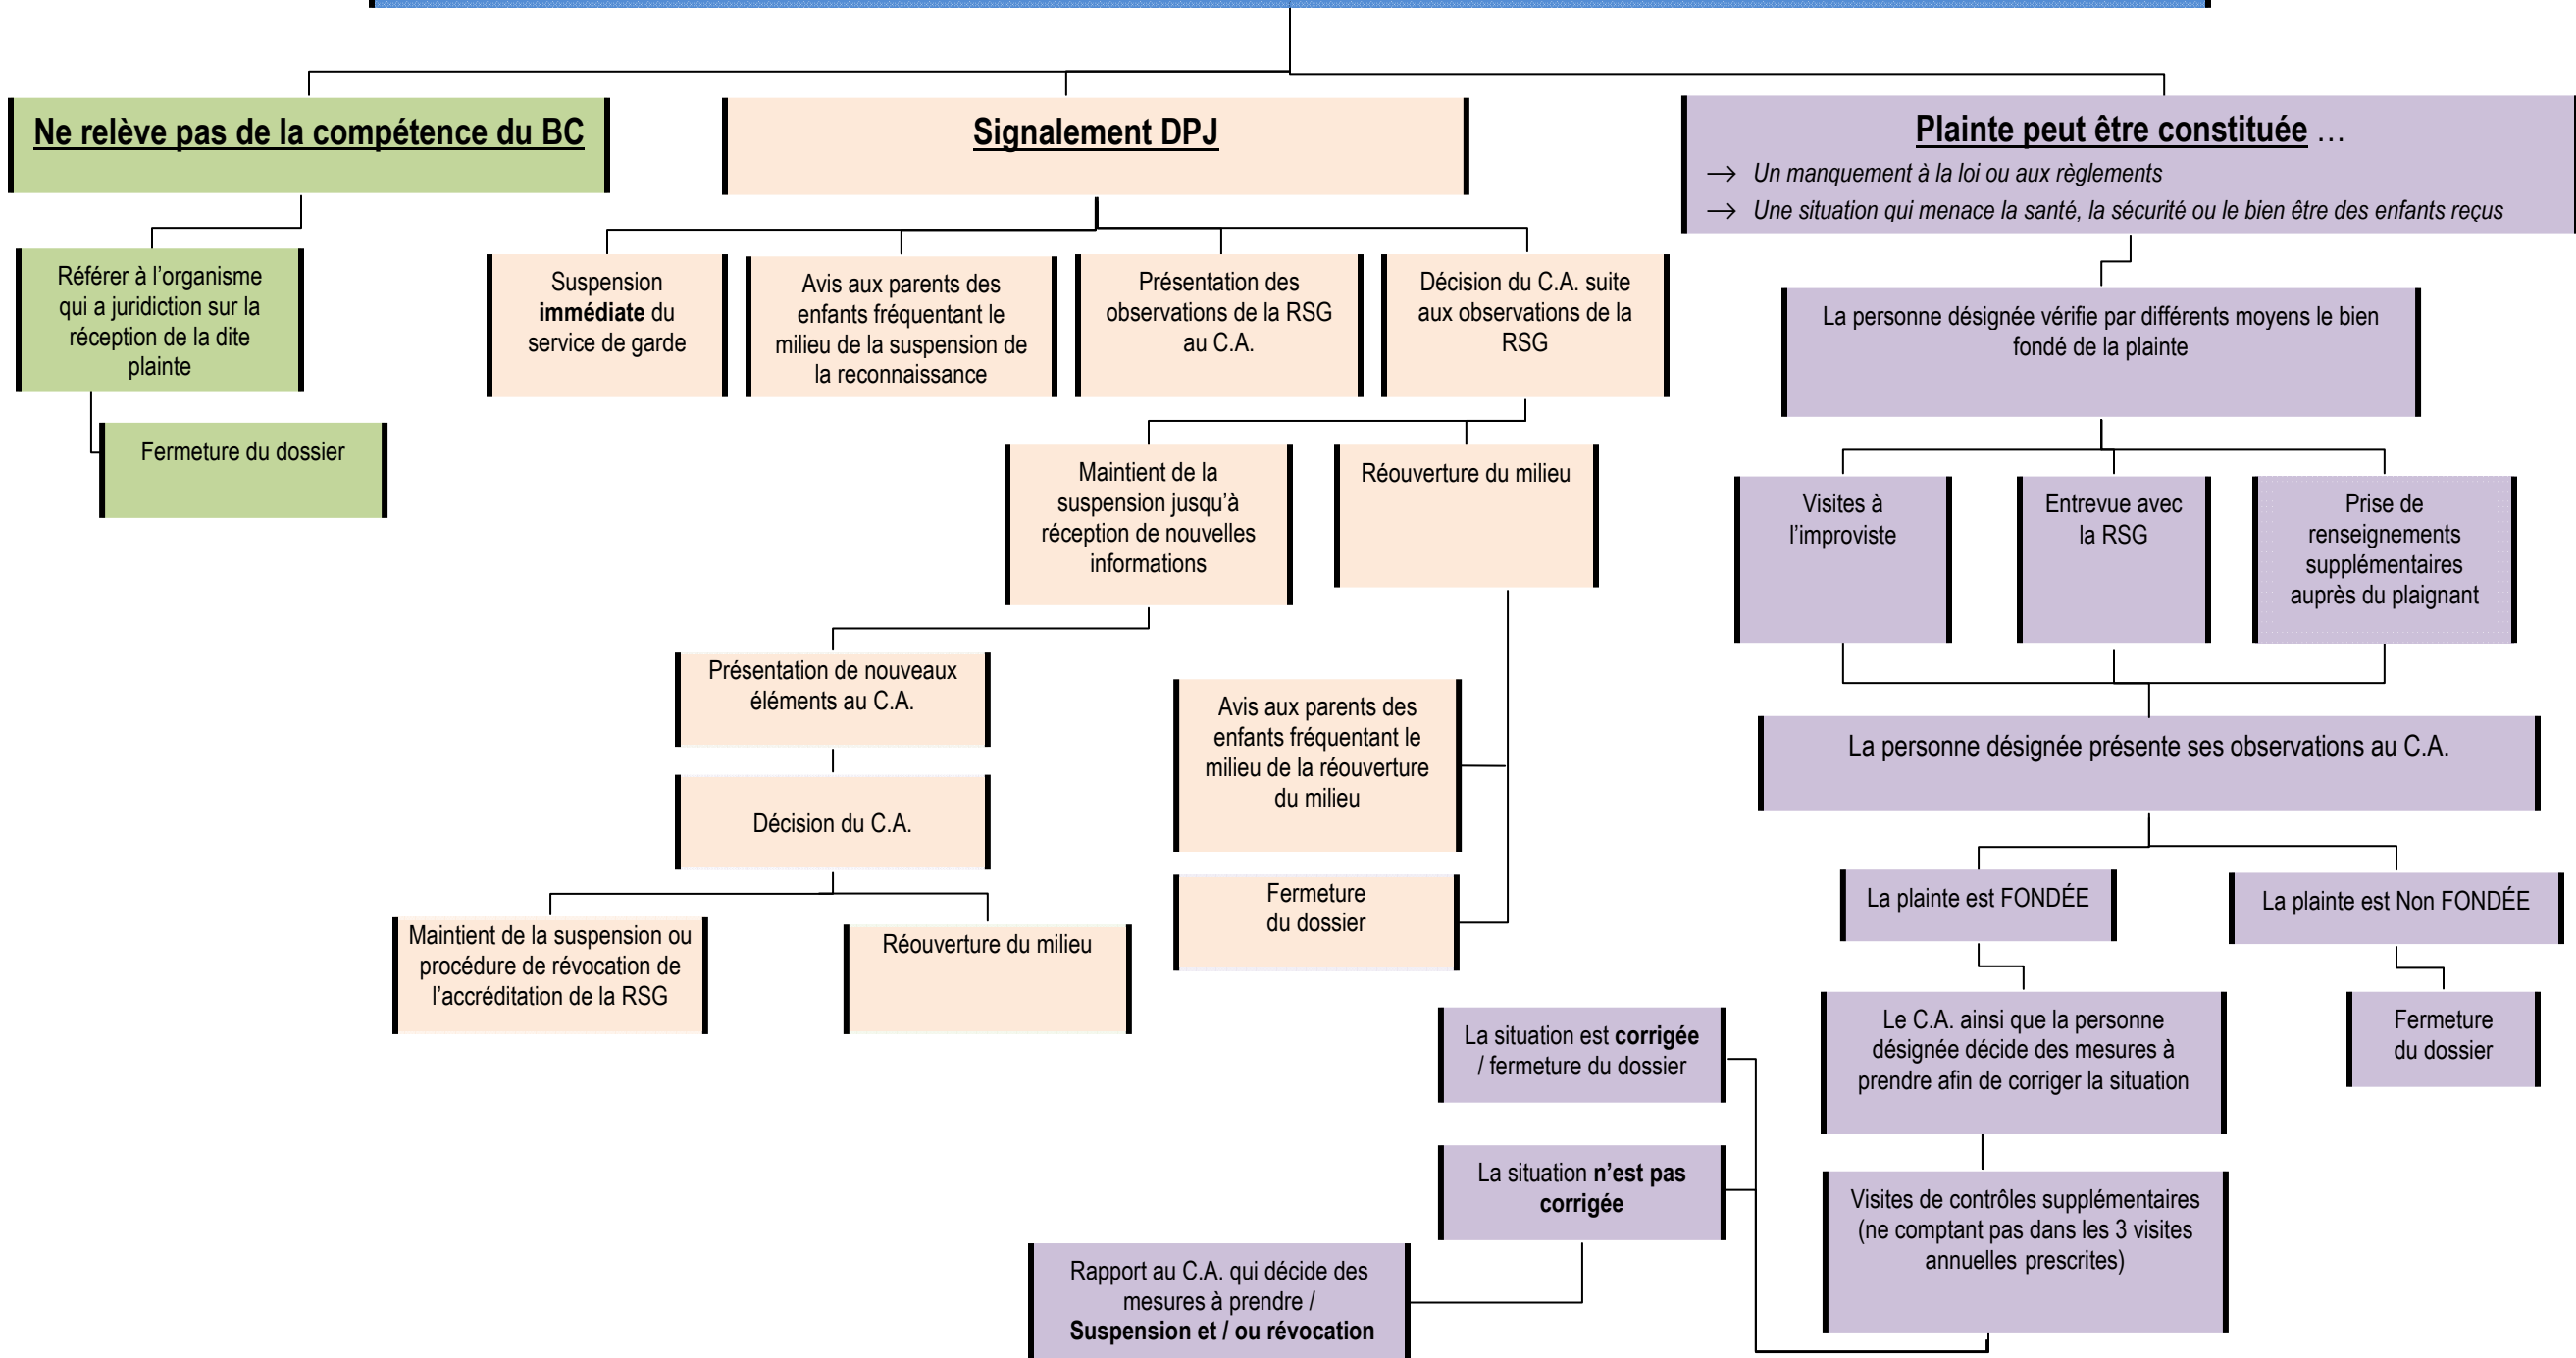 Ne relève pas de la compétence du BC
Référer à l’organisme
qui a juridiction sur la
réception de la dite
plainte
Fermeture du dossier
Signalement DPJ
Suspension
immédiate du
service de garde
Avis aux parents des
enfants fréquentant le
milieu de la suspension de
la reconnaissance
Présentation des
observations de la RSG
au C.A.
Décision du C.A. suite
aux observations de la
RSG
Maintient de la
suspension jusqu’à
réception de nouvelles
informations
Réouverture du milieu
Présentation de nouveaux
éléments au C.A.
Décision du C.A.
Maintient de la suspension ou
procédure de révocation de
l’accréditation de la RSG
Réouverture du milieu
Avis aux parents des
enfants fréquentant le
milieu de la réouverture
du milieu
Fermeture
du dossier
Plainte peut être constituée …
→ Un manquement à la loi ou aux règlements
→ Une situation qui menace la santé, la sécurité ou le bien être des enfants reçus
La personne désignée vérifie par différents moyens le bien
fondé de la plainte
Visites à
l’improviste
Entrevue avec
la RSG
Prise de
renseignements
supplémentaires
auprès du plaignant
La personne désignée présente ses observations au C.A.
La plainte est FONDÉE
La plainte est Non FONDÉE
Le C.A. ainsi que la personne
désignée décide des mesures à
prendre afin de corriger la situation
Fermeture
du dossier
Visites de contrôles supplémentaires
(ne comptant pas dans les 3 visites
annuelles prescrites)
La situation est corrigée
/ fermeture du dossier
La situation n’est pas
corrigée
Rapport au C.A. qui décide des
mesures à prendre /
Suspension et / ou révocation